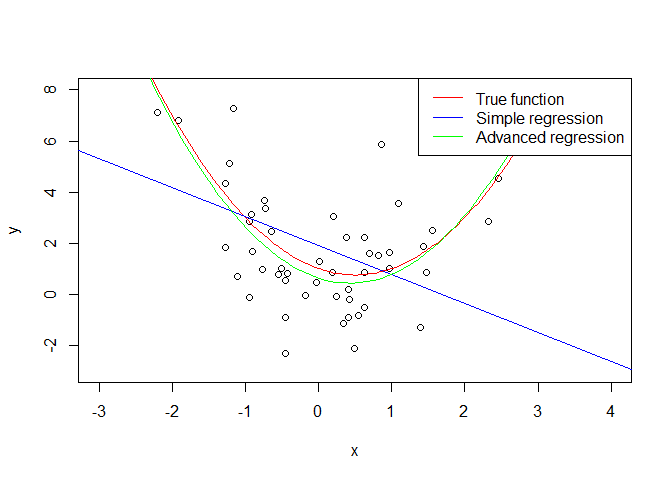 8
6
4
2
0
-2
y
-3 -2 -1 0 1 2 3 4
x
True function
Simple regression
Advanced regression